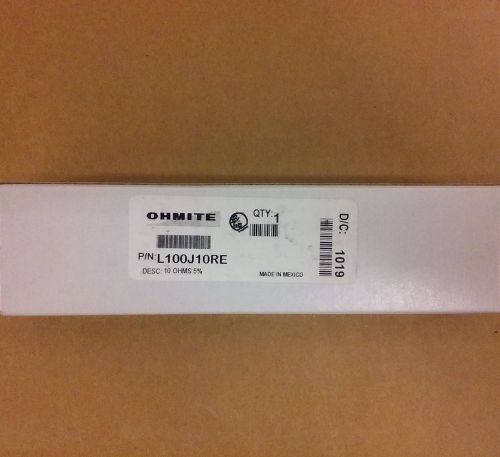 OHMITE
QTY: 1
P/N: L100J10RE
DESC: 10 OHMS 5%
MADE IN MEXICO
D/C: 1019